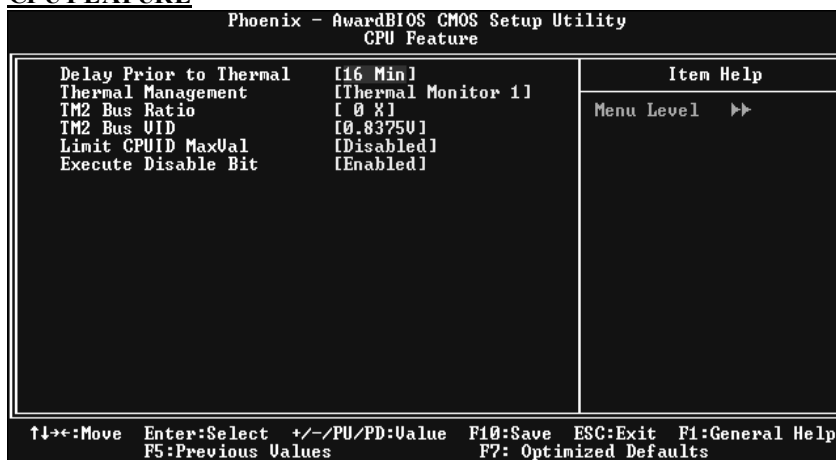 CPU FEATURE
Phoenix - AwardBIOS CMOS Setup Utility
CPU Feature
Delay Prior to Thermal [16 Min]
Thermal Management [Thermal Monitor 1]
TM2 Bus Ratio [ 0 X]
TM2 Bus VID [0.8375V]
Limit CPUID MaxVal [Disabled]
Execute Disable Bit [Enabled]
Item Help
Menu Level ▶▶
↑↓→←:Move Enter:Select +/-/PU/PD:Value F10:Save ESC:Exit F1:General Help
F5:Previous Values F7: Optimized Defaults